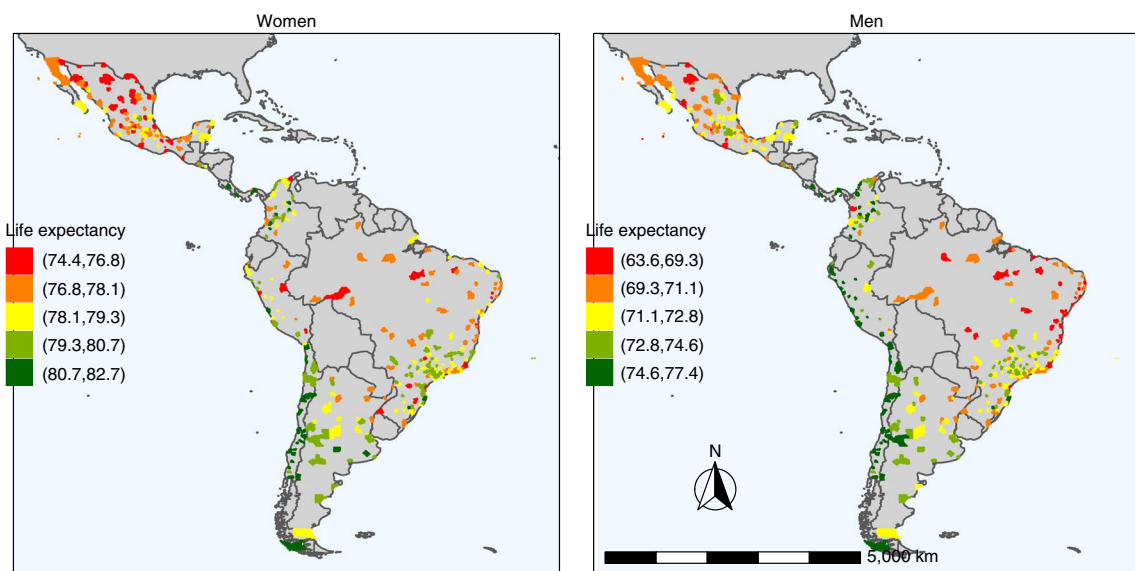 Women
Men
Life expectancy
(74.4,76.8)
(76.8,78.1)
(78.1,79.3)
(79.3,80.7)
(80.7,82.7)
Life expectancy
(63.6,69.3)
(69.3,71.1)
(71.1,72.8)
(72.8,74.6)
(74.6,77.4)
N
5,000 km